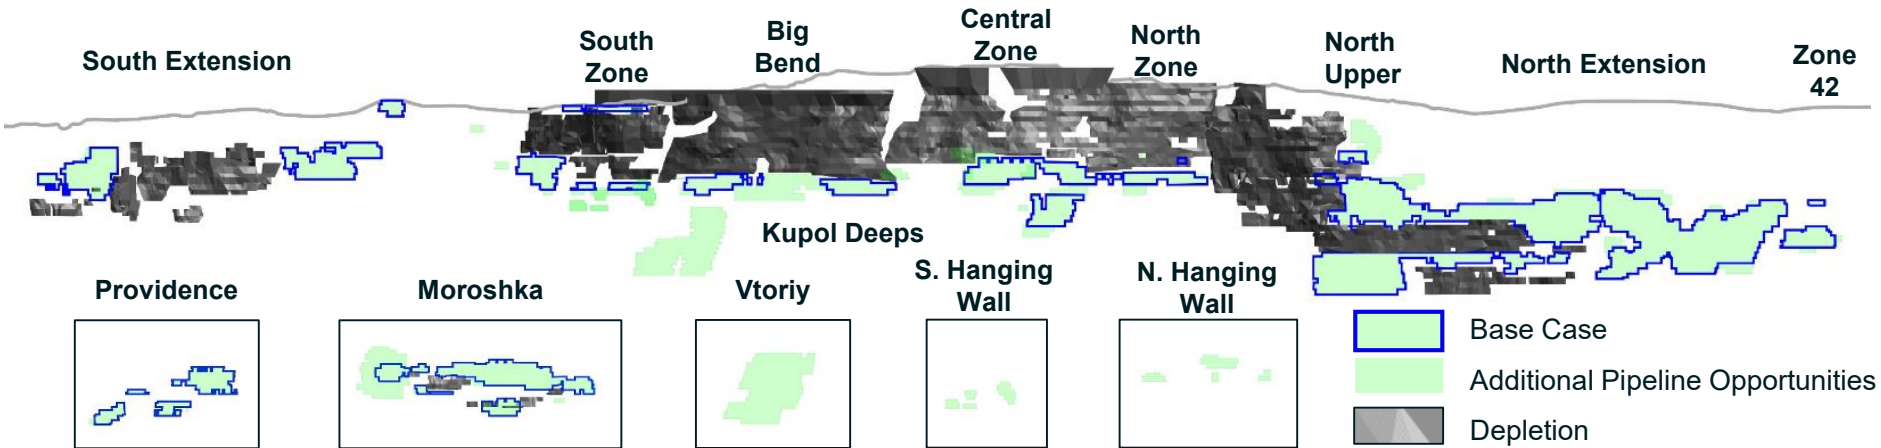 South Extension
South
Zone
Big
Bend
Central
Zone
North
Zone
North
Upper
North Extension
Zone
42
Kupol Deeps
Providence
Moroshka
Vtoriy
S. Hanging
Wall
N. Hanging
Wall
Base Case
Additional Pipeline Opportunities
Depletion